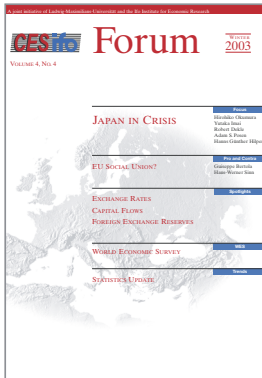 A joint initiative of Ludwig-Maximilians-Universität and the Ifo Institute for Economic Research
CESifo Forum
WINTER
2003
VOLUME 4, NO. 4
Focus
JAPAN IN CRISIS
Hirohiko Okumura
Yutaka Imai
Robert Dekle
Adam S Posen
Hanns Günther Hilpert
Pro and Contra
EU SOCIAL UNION?
Giuseppe Bertola
Hans-Werner Sinn
Spotlights
EXCHANGE RATES
CAPITAL FLOWS
FOREIGN EXCHANGE RESERVES
WES
WORLD ECONOMIC SURVEY
Trends
STATISTICS UPDATE